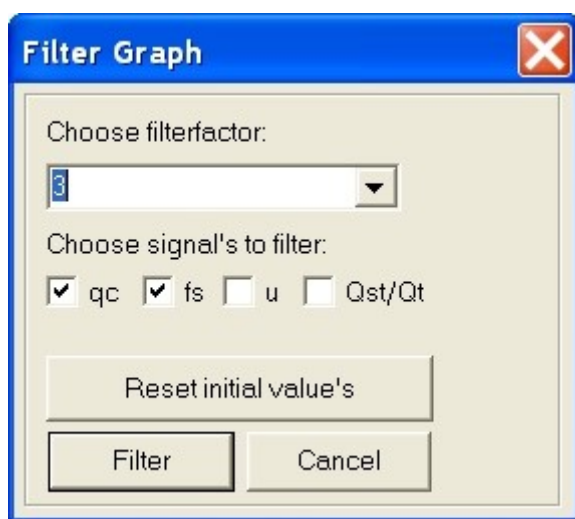 Filter Graph
Choose filterfactor:
3
Choose signal's to filter:
qc fs u Qst/Qt
Reset initial value's
Filter Cancel